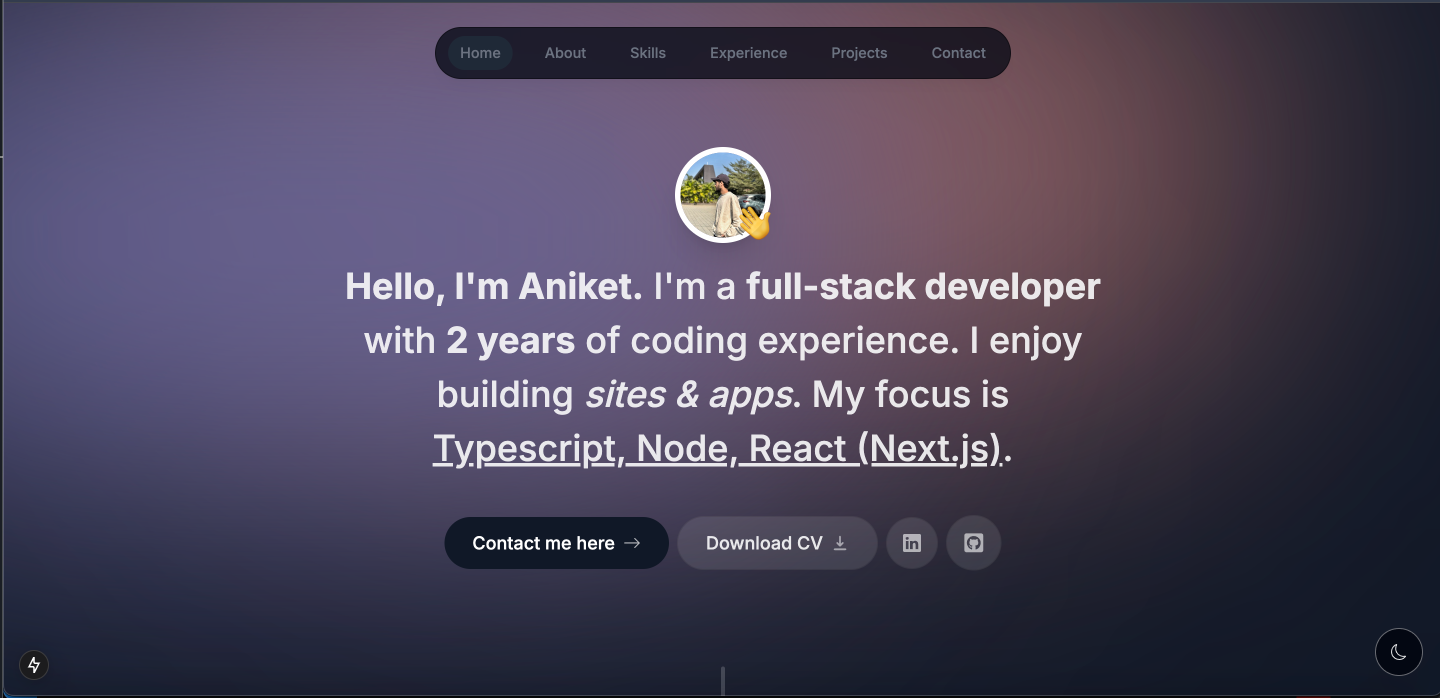 Home About Skills Experience Projects Contact
Hello, I'm Aniket. I'm a full-stack developer
with 2 years of coding experience. I enjoy
building sites & apps. My focus is
Typescript, Node, React (Next.js).
Contact me here → Download CV in